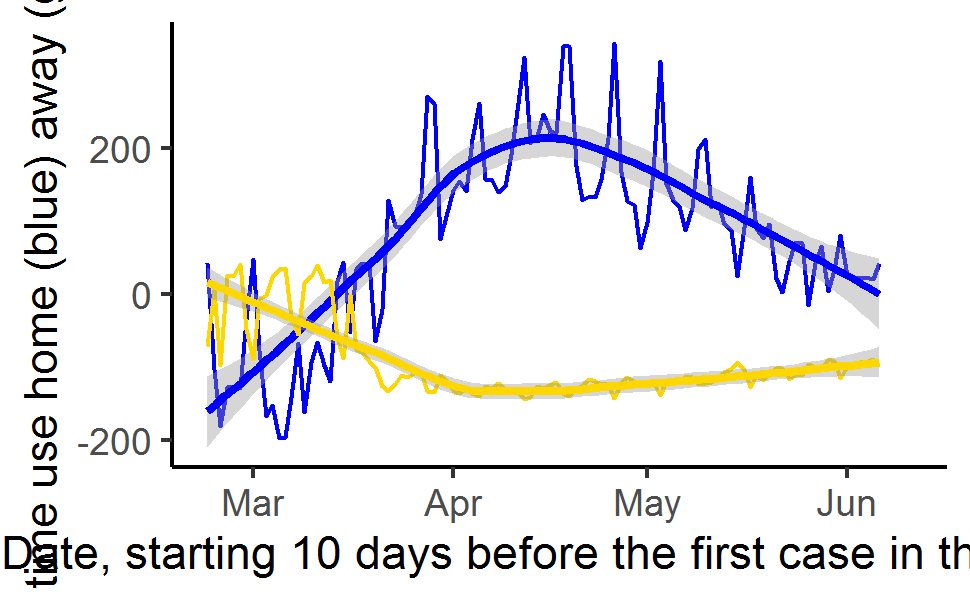 time use home (blue) away (
200
0
-200
Mar Apr May Jun
Date, starting 10 days before the first case in th